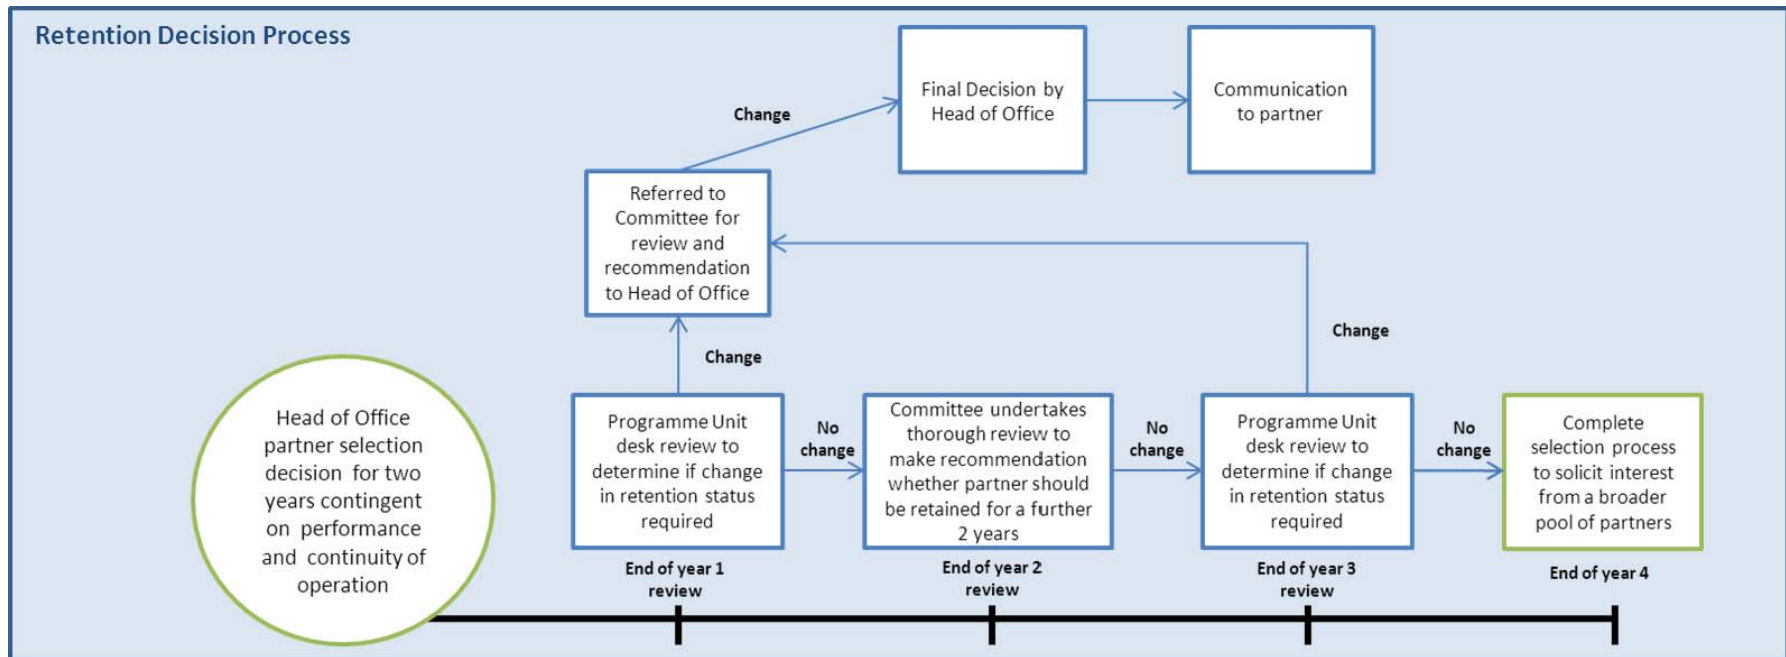 Retention Decision Process
Final Decision by
Head of Office
Communication
to partner
Change
Referred to
Committee for
review and
recommendation
to Head of Office
Change
Change
Head of Office
partner selection
decision for two
years contingent
on performance
and continuity of
operation
Programme Unit
desk review to
determine if change
in retention status
required
No
change
Committee undertakes
thorough review to
make recommendation
whether partner should
be retained for a further
2 years
No
change
Programme Unit
desk review to
determine if change
in retention status
required
No
change
Complete
selection process
to solicit interest
from a broader
pool of partners
End of year 1
review
End of year 2
review
End of year 3
review
End of year 4